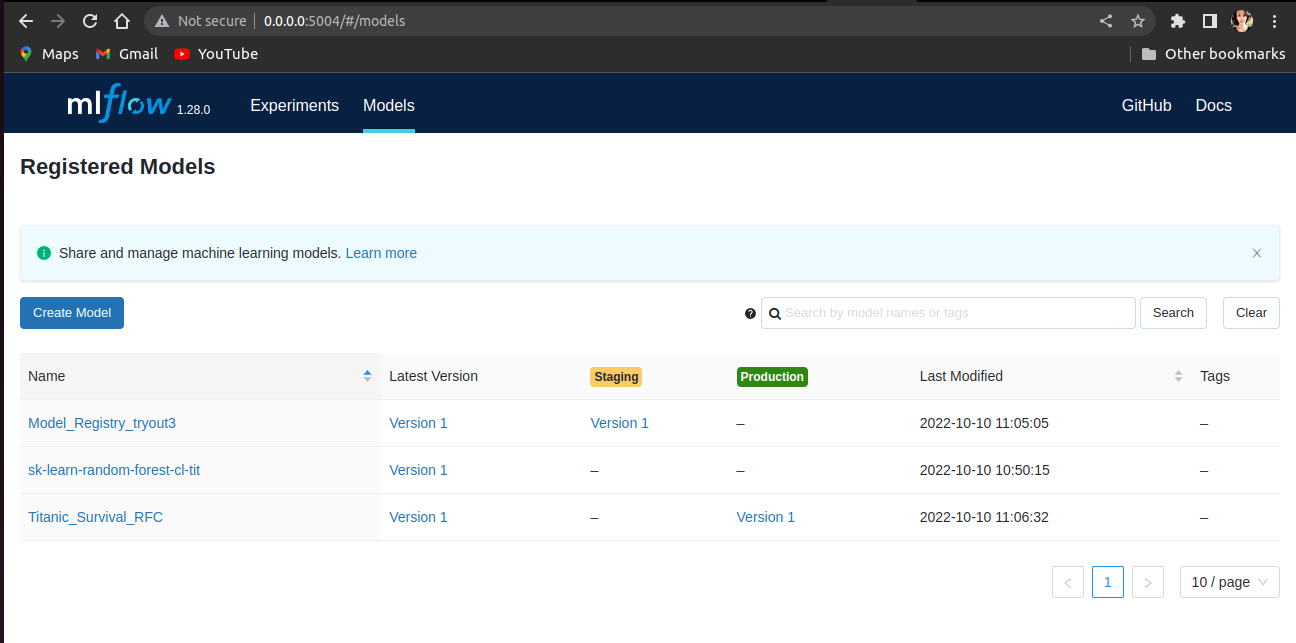 Not secure 0.0.0.0:5004/#/models
Maps Gmail YouTube Other bookmarks
mlflow 1.28.0 Experiments Models GitHub Docs
Registered Models
Share and manage machine learning models. Learn more
Create Model Search by model names or tags Search Clear
Name Latest Version Staging Production Last Modified Tags
Model_Registry_tryout3 Version 1 Version 1 – 2022-10-10 11:05:05 –
sk-learn-random-forest-cl-tit Version 1 – – 2022-10-10 10:50:15 –
Titanic_Survival_RFC Version 1 – Version 1 2022-10-10 11:06:32 –
< 1 > 10 / page